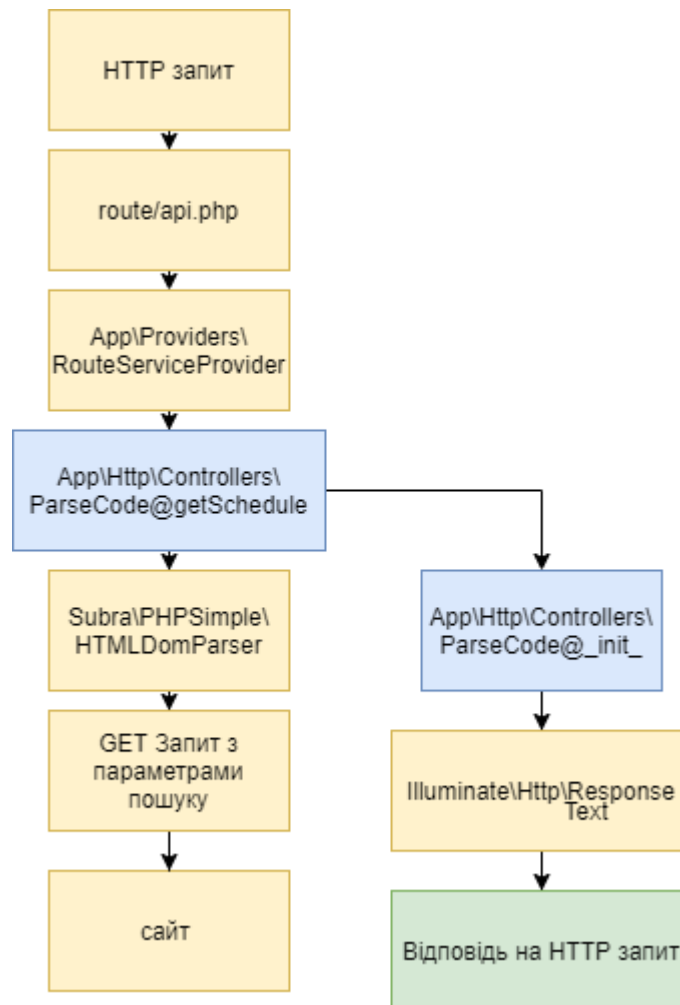 HTTP запит
route/api.php
App\Providers\
RouteServiceProvider
App\Http\Controllers\
ParseCode@getSchedule
Subra\PHPSimple\
HTMLDomParser
GET Запит з
параметрами
пошуку
сайт
App\Http\Controllers\
ParseCode@_init_
Illuminate\Http\Response
Text
Відповідь на HTTP запит